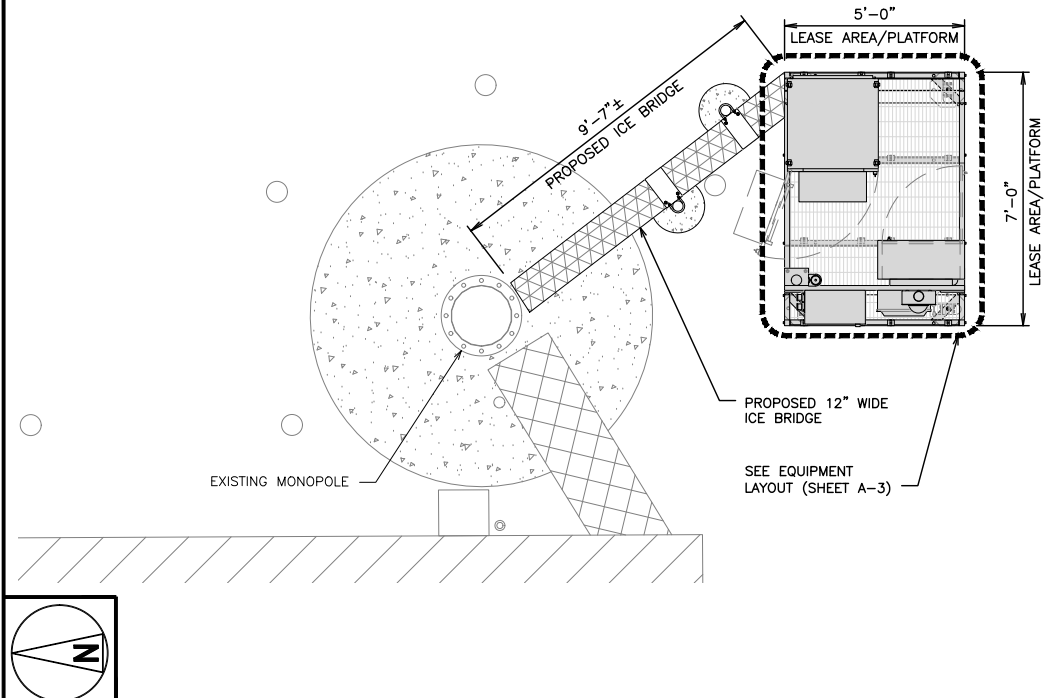 5'-0"
LEASE AREA/PLATFORM
9'-7"±
PROPOSED ICE BRIDGE
7'-0"
LEASE AREA/PLATFORM
PROPOSED 12" WIDE
ICE BRIDGE
SEE EQUIPMENT
LAYOUT (SHEET A-3)
EXISTING MONOPOLE
N